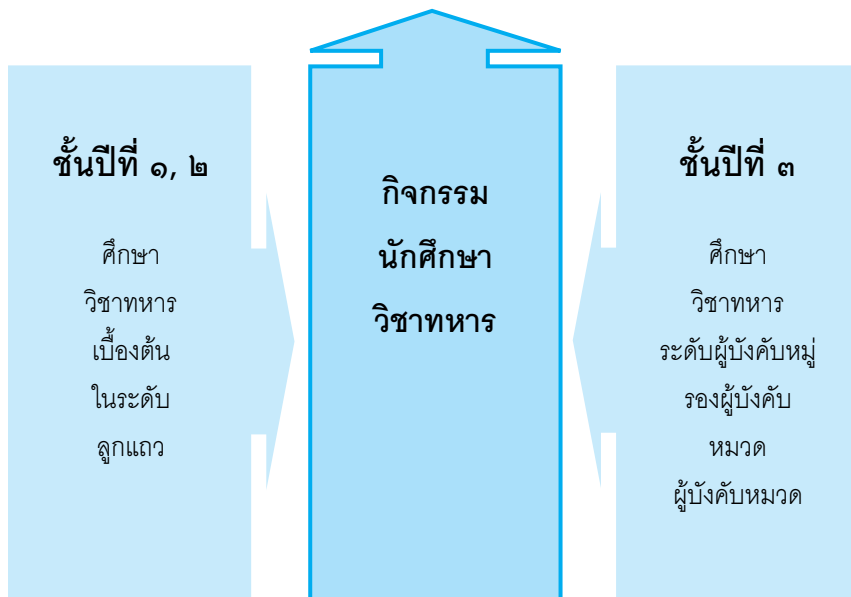 ชั้นปีที่ ๑, ๒
ศึกษา
วิชาทหาร
เบื้องต้น
ในระดับ
ลูกแถว
กิจกรรม
นักศึกษา
วิชาทหาร
ชั้นปีที่ ๓
ศึกษา
วิชาทหาร
ระดับผู้บังคับหมู่
รองผู้บังคับ
หมวด
ผู้บังคับหมวด